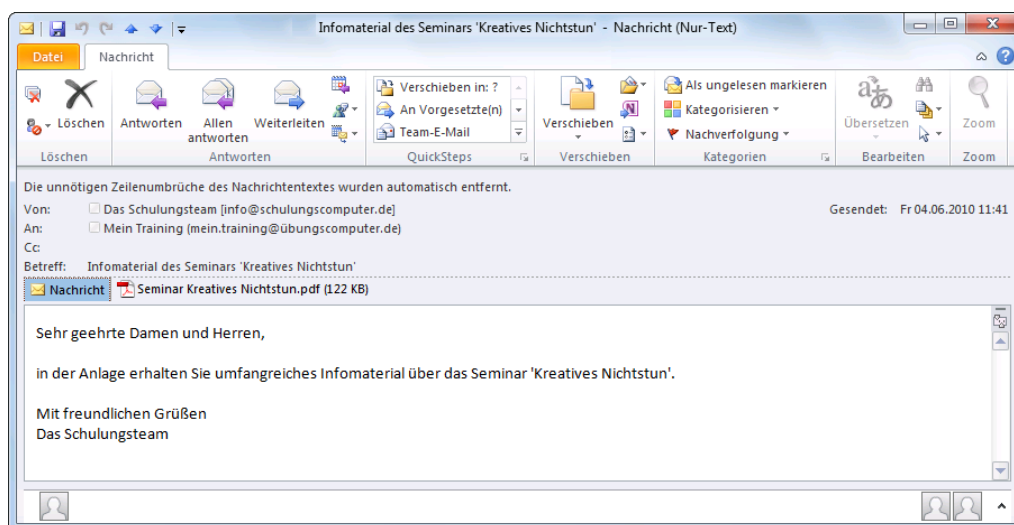 Infomaterial des Seminars 'Kreatives Nichtstun' - Nachricht (Nur-Text)
Datei Nachricht
Löschen
Antworten
Allen
antworten
Weiterleiten
Verschieben in: ?
An Vorgesetzte(n)
Team-E-Mail
Verschieben
Als ungelesen markieren
Kategorisieren
Nachverfolgung
Übersetzen
Zoom
Löschen Antworten QuickSteps Verschieben Kategorien Bearbeiten Zoom
Die unnötigen Zeilenumbrüche des Nachrichtentextes wurden automatisch entfernt.
Von: Das Schulungsteam [info@schulungscomputer.de] Gesendet: Fr 04.06.2010 11:41
An: Mein Training (mein.training@übungscomputer.de)
Cc:
Betreff: Infomaterial des Seminars 'Kreatives Nichtstun'
Nachricht Seminar Kreatives Nichtstun.pdf (122 KB)
Sehr geehrte Damen und Herren,
in der Anlage erhalten Sie umfangreiches Infomaterial über das Seminar 'Kreatives Nichtstun'.
Mit freundlichen Grüßen
Das Schulungsteam